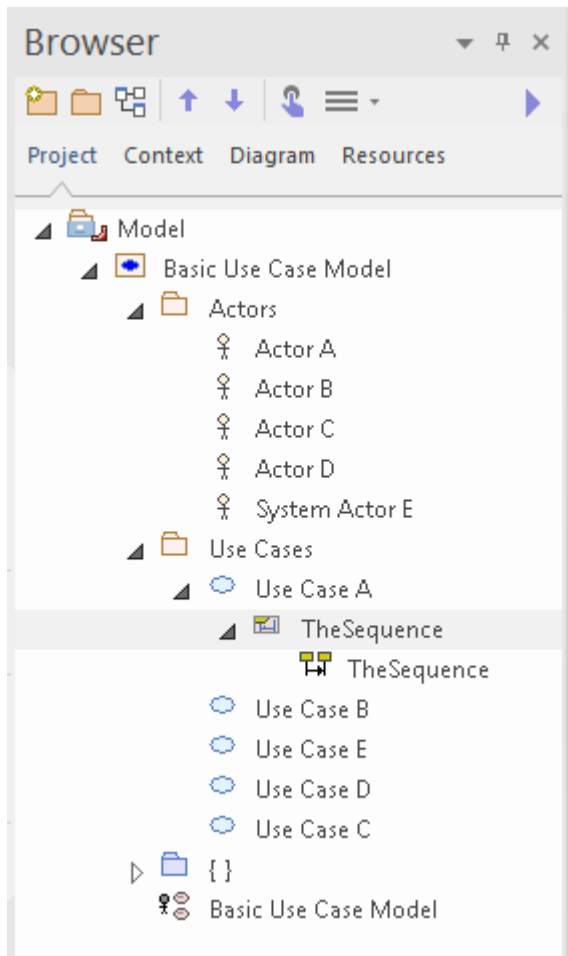 Browser
Project Context Diagram Resources
Model
Basic Use Case Model
Actors
Actor A
Actor B
Actor C
Actor D
System Actor E
Use Cases
Use Case A
TheSequence
TheSequence
Use Case B
Use Case E
Use Case D
Use Case C
{ }
Basic Use Case Model